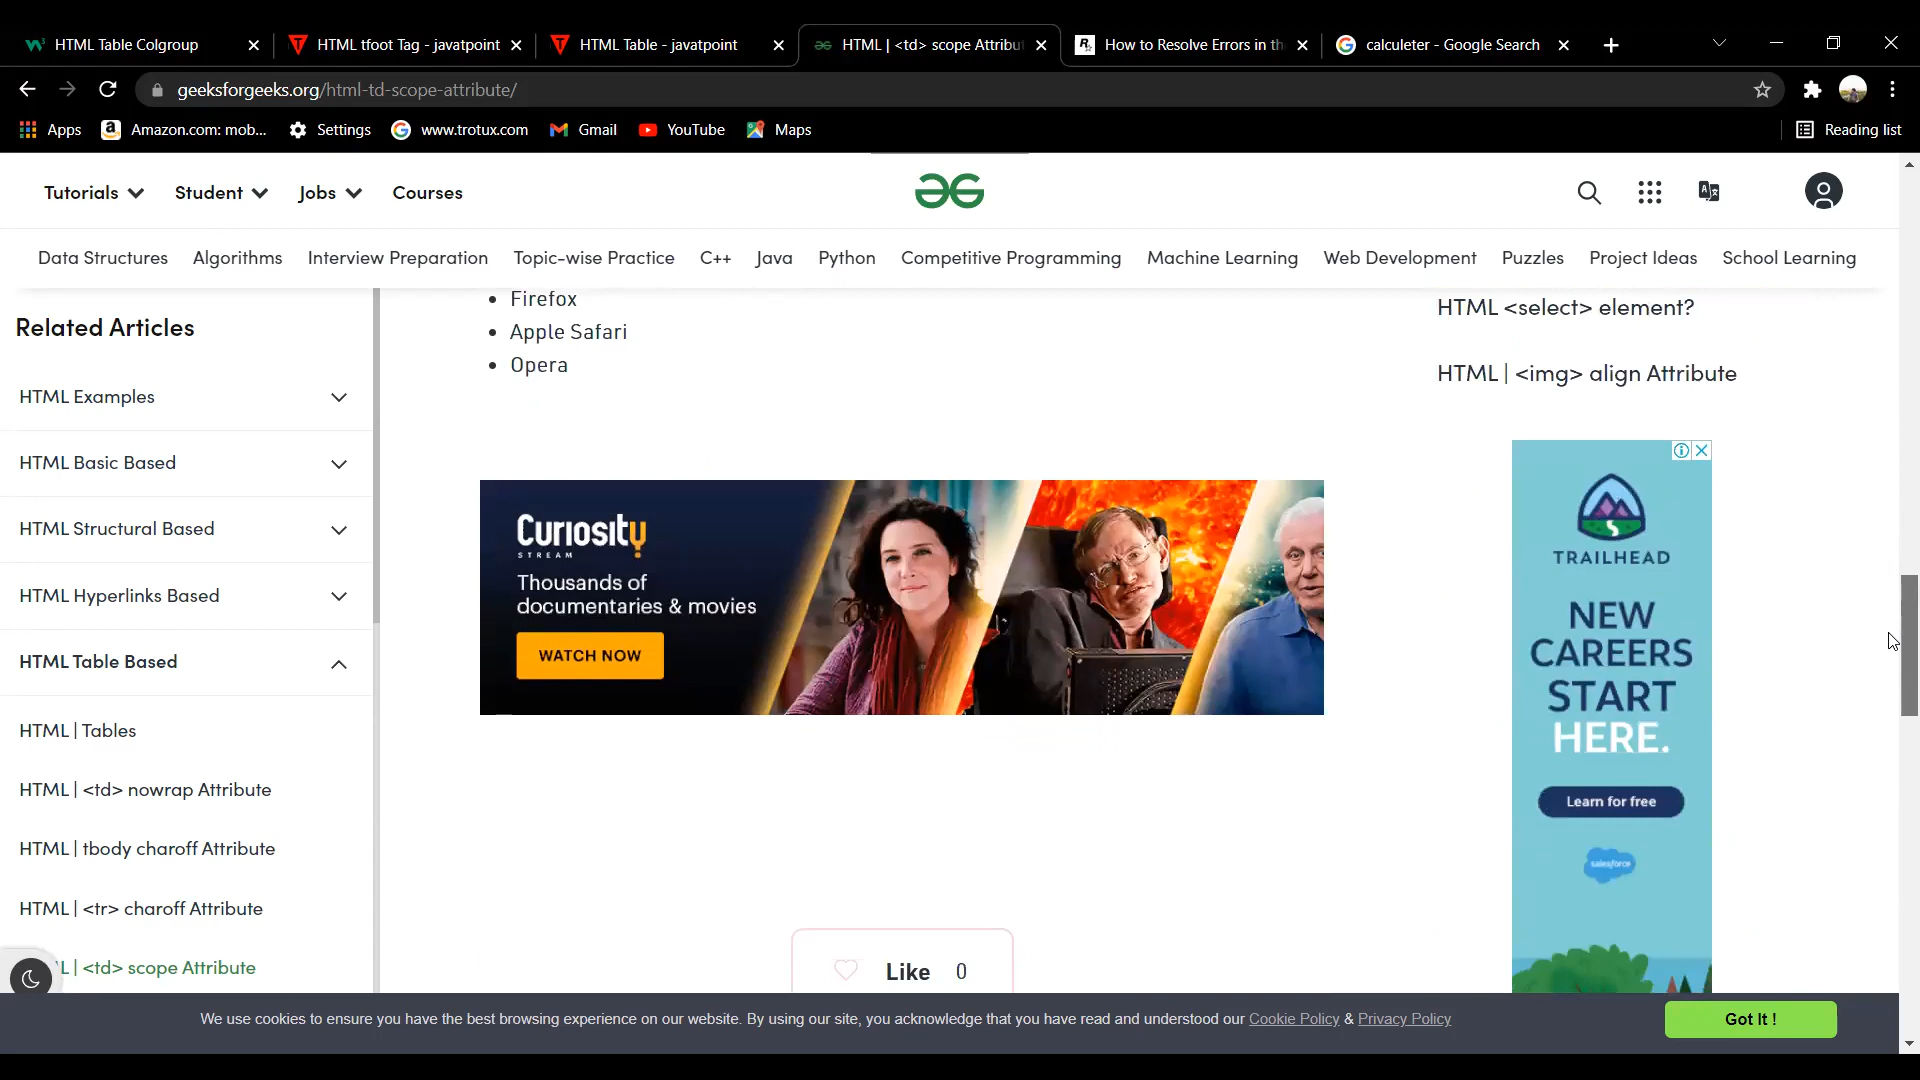 HTML Table Colgroup
HTML tfoot Tag - javatpoint
HTML Table - javatpoint
HTML | <td> scope Attribu
How to Resolve Errors in th
calculeter - Google Search
geeksforgeeks.org/html-td-scope-attribute/
Apps
Amazon.com: mob...
Settings
www.trotux.com
Gmail
YouTube
Maps
Reading list
Tutorials
Student
Jobs
Courses
Data Structures
Algorithms
Interview Preparation
Topic-wise Practice
C++
Java
Python
Competitive Programming
Machine Learning
Web Development
Puzzles
Project Ideas
School Learning
Related Articles
HTML Examples
HTML Basic Based
HTML Structural Based
HTML Hyperlinks Based
HTML Table Based
HTML | Tables
HTML | <td> nowrap Attribute
HTML | tbody charoff Attribute
HTML | <tr> charoff Attribute
L | <td> scope Attribute
• Firefox
• Apple Safari
• Opera
CuriosityStream
Thousands of
documentaries & movies
WATCH NOW
Like 0
HTML <select> element?
HTML | <img> align Attribute
TRAILHEAD
NEW
CAREERS
START
HERE.
Learn for free
salesforce
We use cookies to ensure you have the best browsing experience on our website. By using our site, you acknowledge that you have read and understood our Cookie Policy & Privacy Policy
Got It !